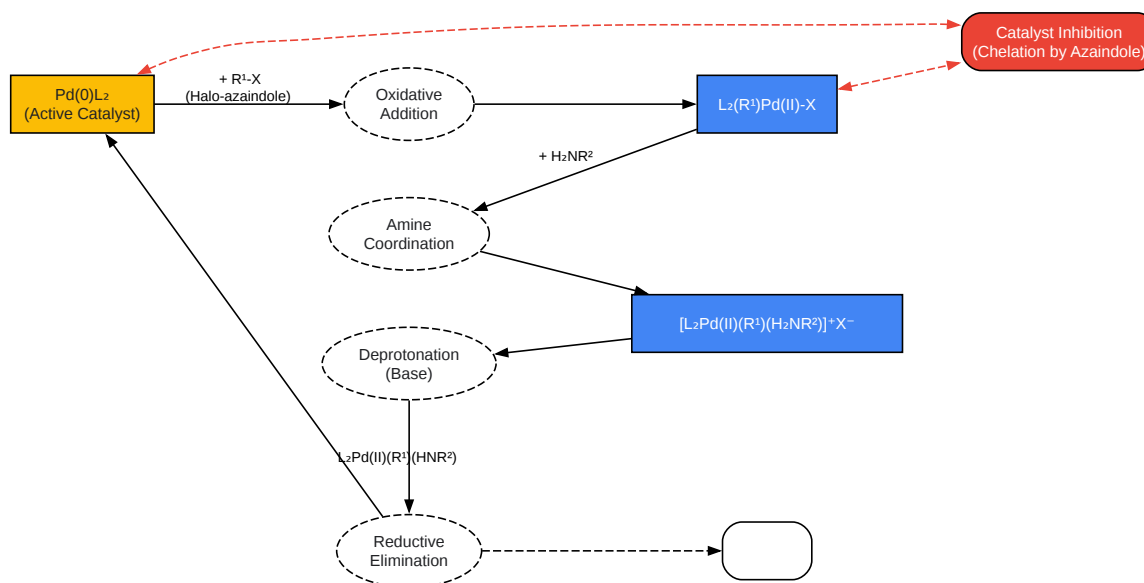 Catalyst Inhibition
(Chelation by Azaindole)
Pd(0)L₂
(Active Catalyst)
+ R¹-X
(Halo-azaindole)
Oxidative
Addition
L₂(R¹)Pd(II)-X
+ H₂NR²
Amine
Coordination
[L₂Pd(II)(R¹)(H₂NR²)]⁺X⁻
Deprotonation
(Base)
L₂Pd(II)(R¹)(HNR²)
Reductive
Elimination